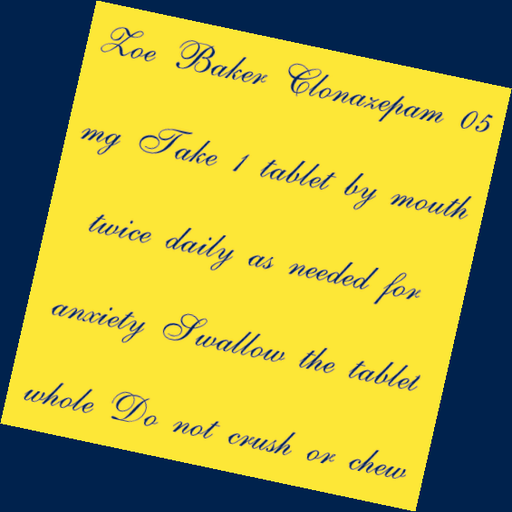 Zoe Baker Clonazepam 05
mg Take 1 tablet by mouth
twice daily as needed for
anxiety Swallow the tablet
whole Do not crush or chew